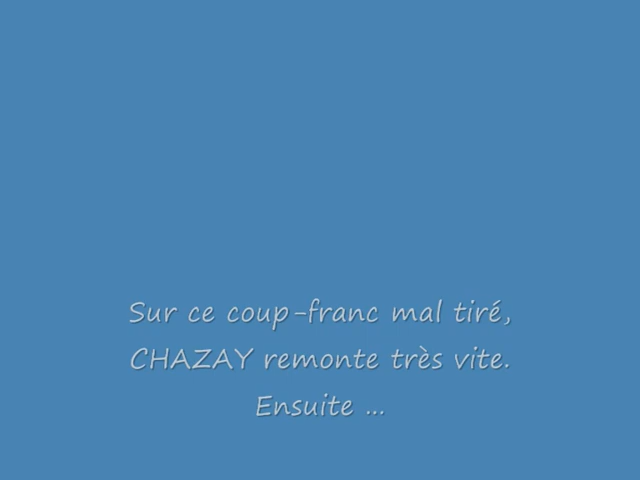 Sur ce coup-franc mal tiré,
CHAZAY remonte très vite.
Ensuite ...